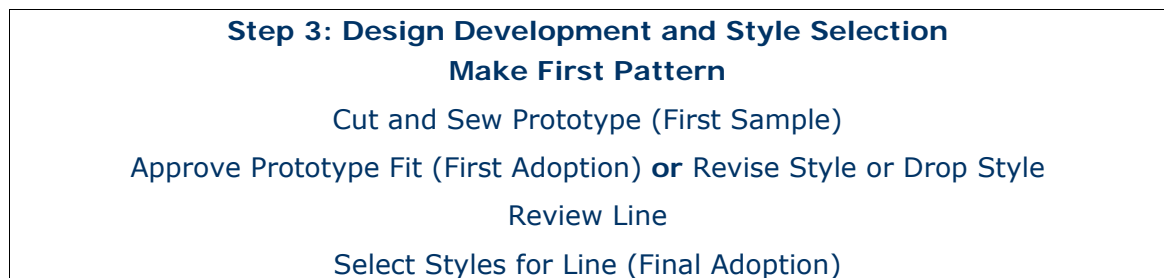 Step 3: Design Development and Style Selection
Make First Pattern
Cut and Sew Prototype (First Sample)
Approve Prototype Fit (First Adoption) or Revise Style or Drop Style
Review Line
Select Styles for Line (Final Adoption)